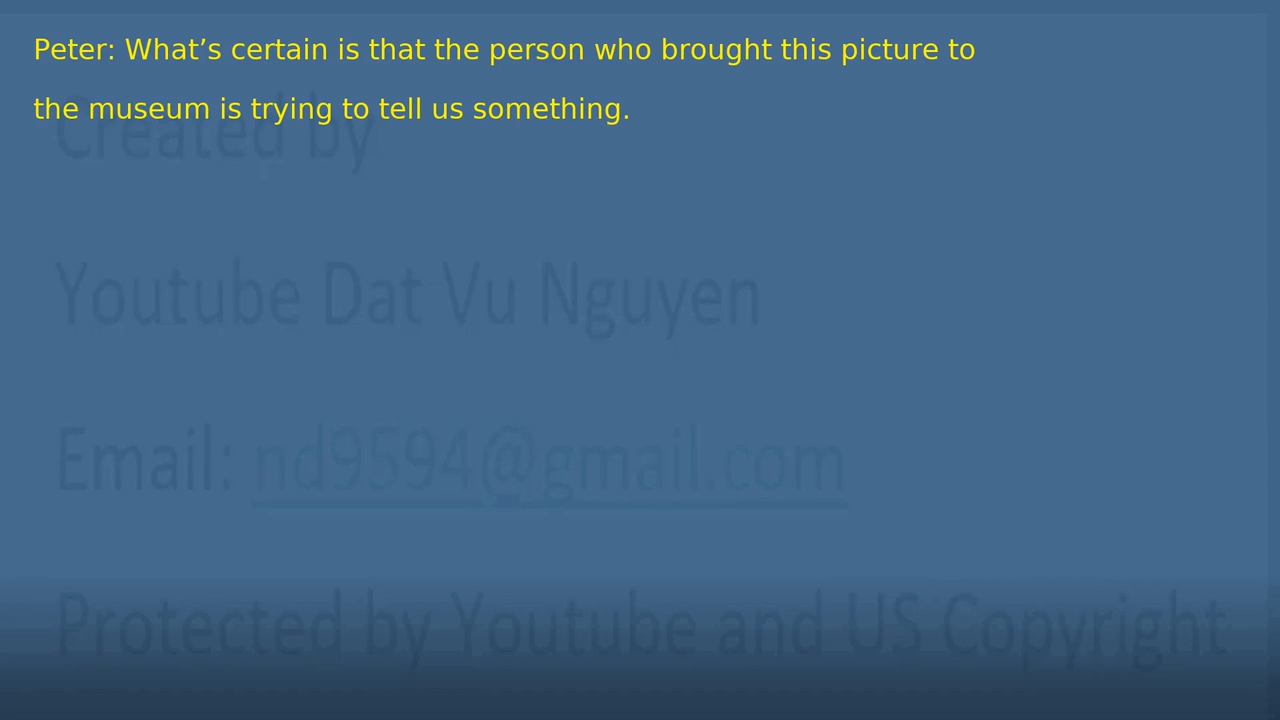 Peter: What’s certain is that the person who brought this picture to
the museum is trying to tell us something.
Created by
Youtube Dat Vu Nguyen
Email: nd9594@gmail.com
Protected by Youtube and US Copyright